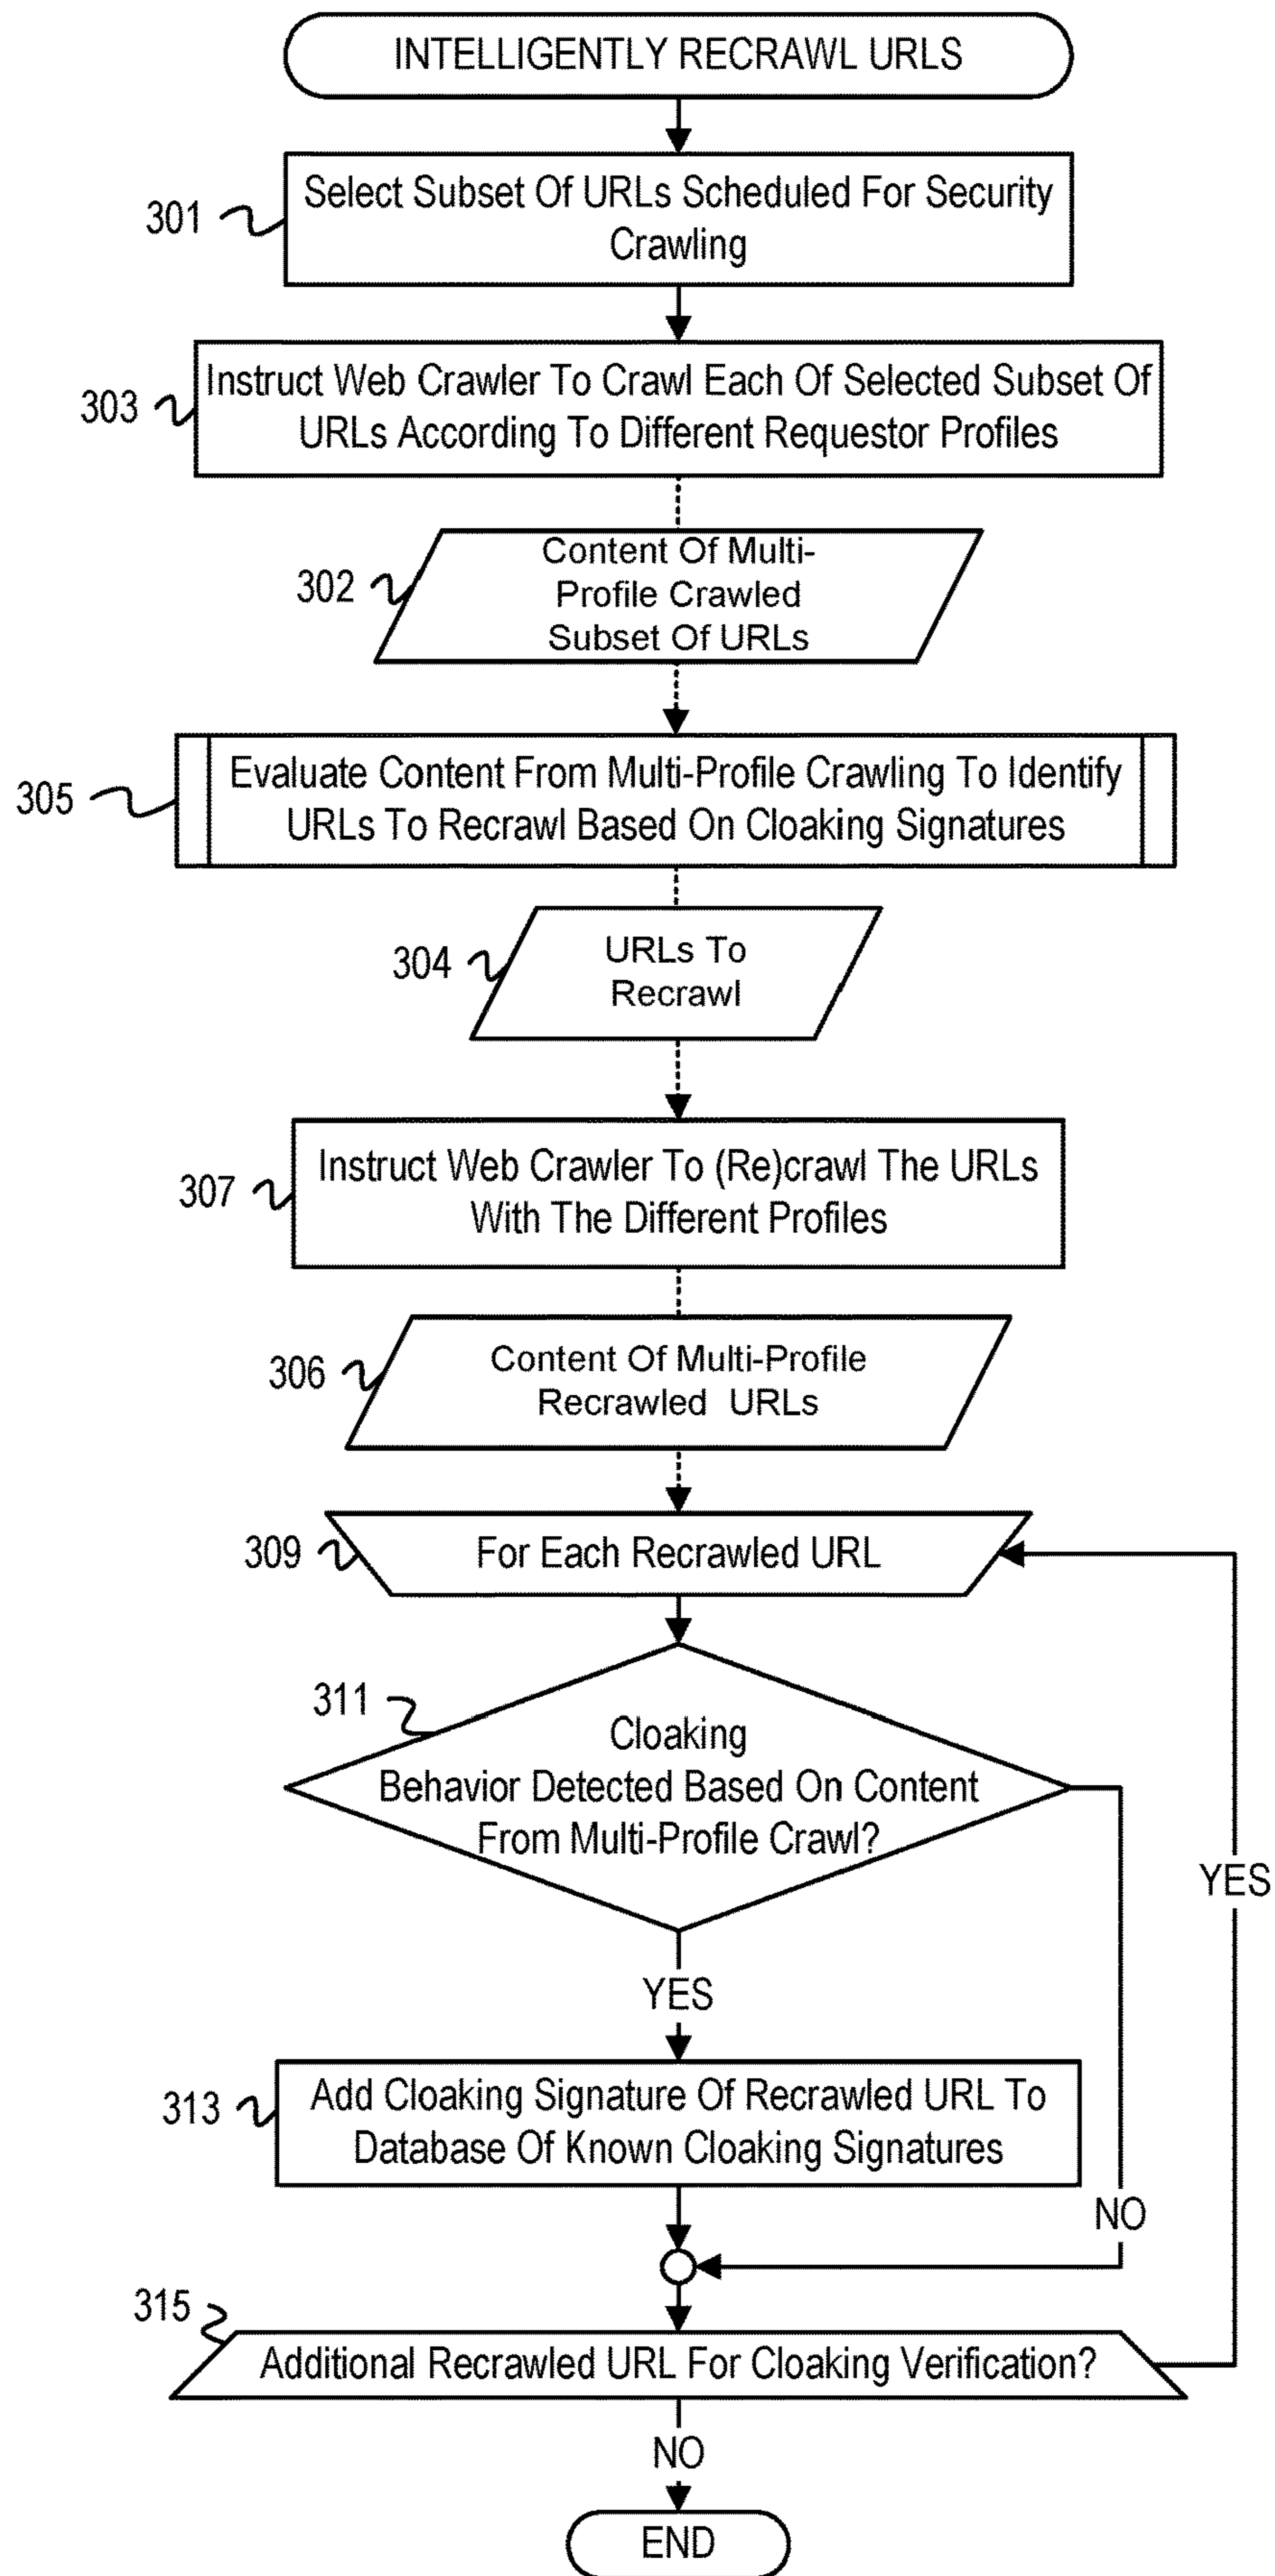 INTELLIGENTLY RECRAWL URLS
301
Select Subset Of URLs Scheduled For Security
Crawling
303
Instruct Web Crawler To Crawl Each Of Selected Subset Of
URLs According To Different Requestor Profiles
302
Content Of Multi-
Profile Crawled
Subset Of URLs
305
Evaluate Content From Multi-Profile Crawling To Identify
URLs To Recrawl Based On Cloaking Signatures
304
URLs To
Recrawl
307
Instruct Web Crawler To (Re)crawl The URLs
With The Different Profiles
306
Content Of Multi-Profile
Recrawled URLs
309
For Each Recrawled URL
311
Cloaking
Behavior Detected Based On Content
From Multi-Profile Crawl?
YES
YES
313
Add Cloaking Signature Of Recrawled URL To
Database Of Known Cloaking Signatures
NO
315
Additional Recrawled URL For Cloaking Verification?
NO
END